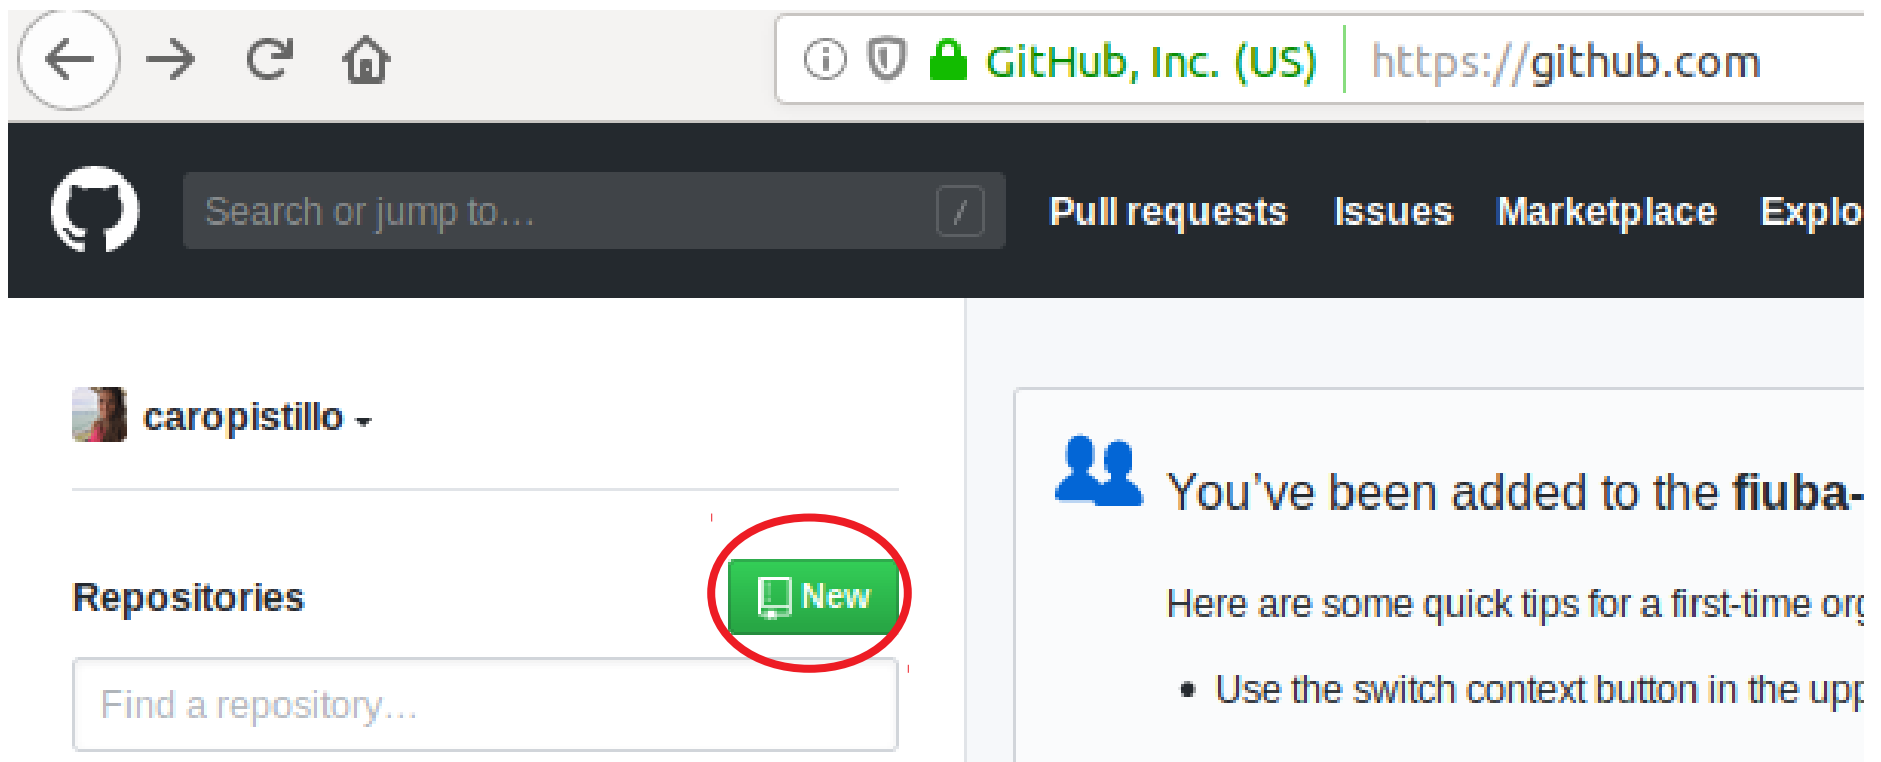 GitHub, Inc. (US) https://github.com
Search or jump to… / Pull requests Issues Marketplace Explo
caropistillo
You've been added to the fiuba-
Repositories New
Here are some quick tips for a first-time org
Find a repository…
• Use the switch context button in the upp